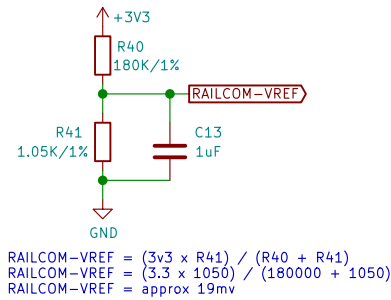 +3V3
R40
180K/1%
RAILCOM-VREF
R41
1.05K/1%
C13
1uF
GND
RAILCOM-VREF = (3v3 x R41) / (R40 + R41)
RAILCOM-VREF = (3.3 x 1050) / (180000 + 1050)
RAILCOM-VREF = approx 19mv